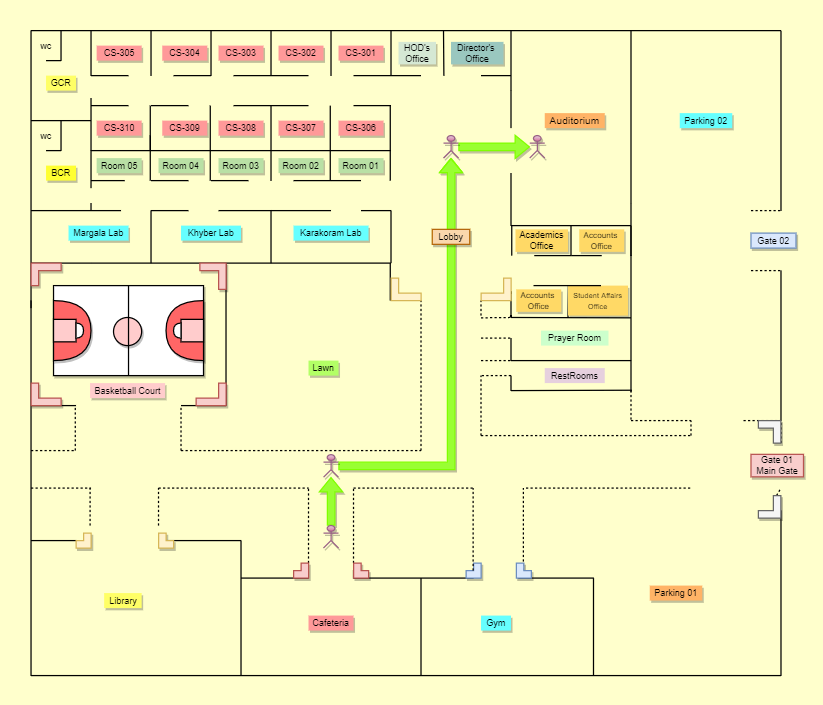 wc
CS-305
CS-304
CS-303
CS-302
CS-301
HOD's
Office
Director's
Office
GCR
CS-310
CS-309
CS-308
CS-307
CS-306
Auditorium
Parking 02
wc
BCR
Room 05
Room 04
Room 03
Room 02
Room 01
Margala Lab
Khyber Lab
Karakoram Lab
Lobby
Academics
Office
Accounts
Office
Gate 02
Accounts
Office
Student Affairs
Office
Prayer Room
RestRooms
Lawn
Basketball Court
Gate 01
Main Gate
Library
Cafeteria
Gym
Parking 01